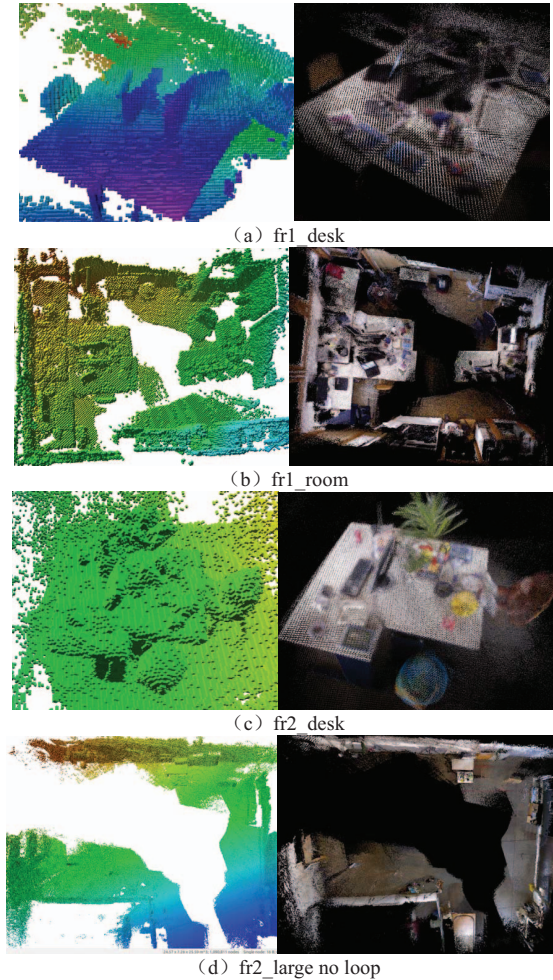 （a）fr1_desk
（b）fr1_room
（c）fr2_desk
（d）fr2_large no loop